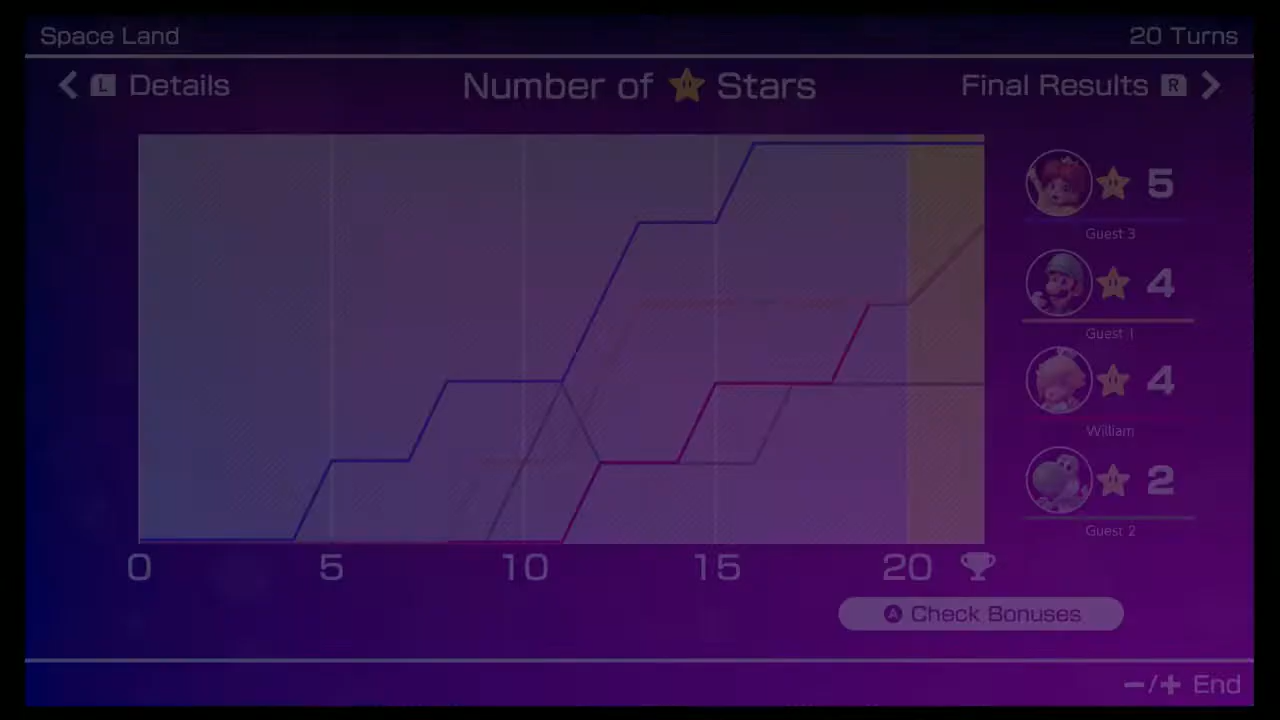 Space Land
20 Turns
L Details
Number of Stars
Final Results R
5
Guest 3
4
Guest 1
4
William
2
Guest 2
0 5 10 15 20
A Check Bonuses
−/+ End